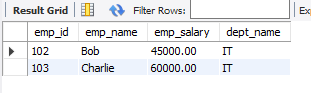 Result Grid Filter Rows:
emp_id emp_name emp_salary dept_name
102 Bob 45000.00 IT
103 Charlie 60000.00 IT